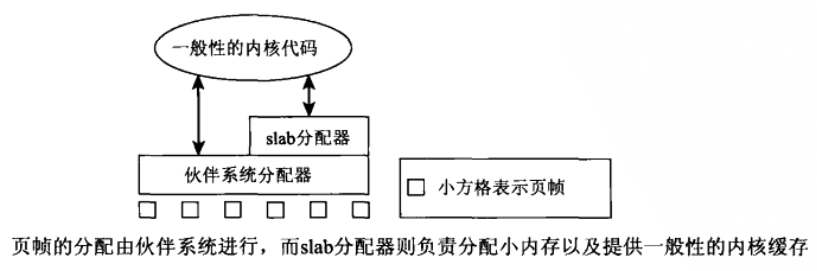 一般性的内核代码
slab分配器
伙伴系统分配器
小方格表示页帧
页帧的分配由伙伴系统进行，而slab分配器则负责分配小内存以及提供一般性的内核缓存